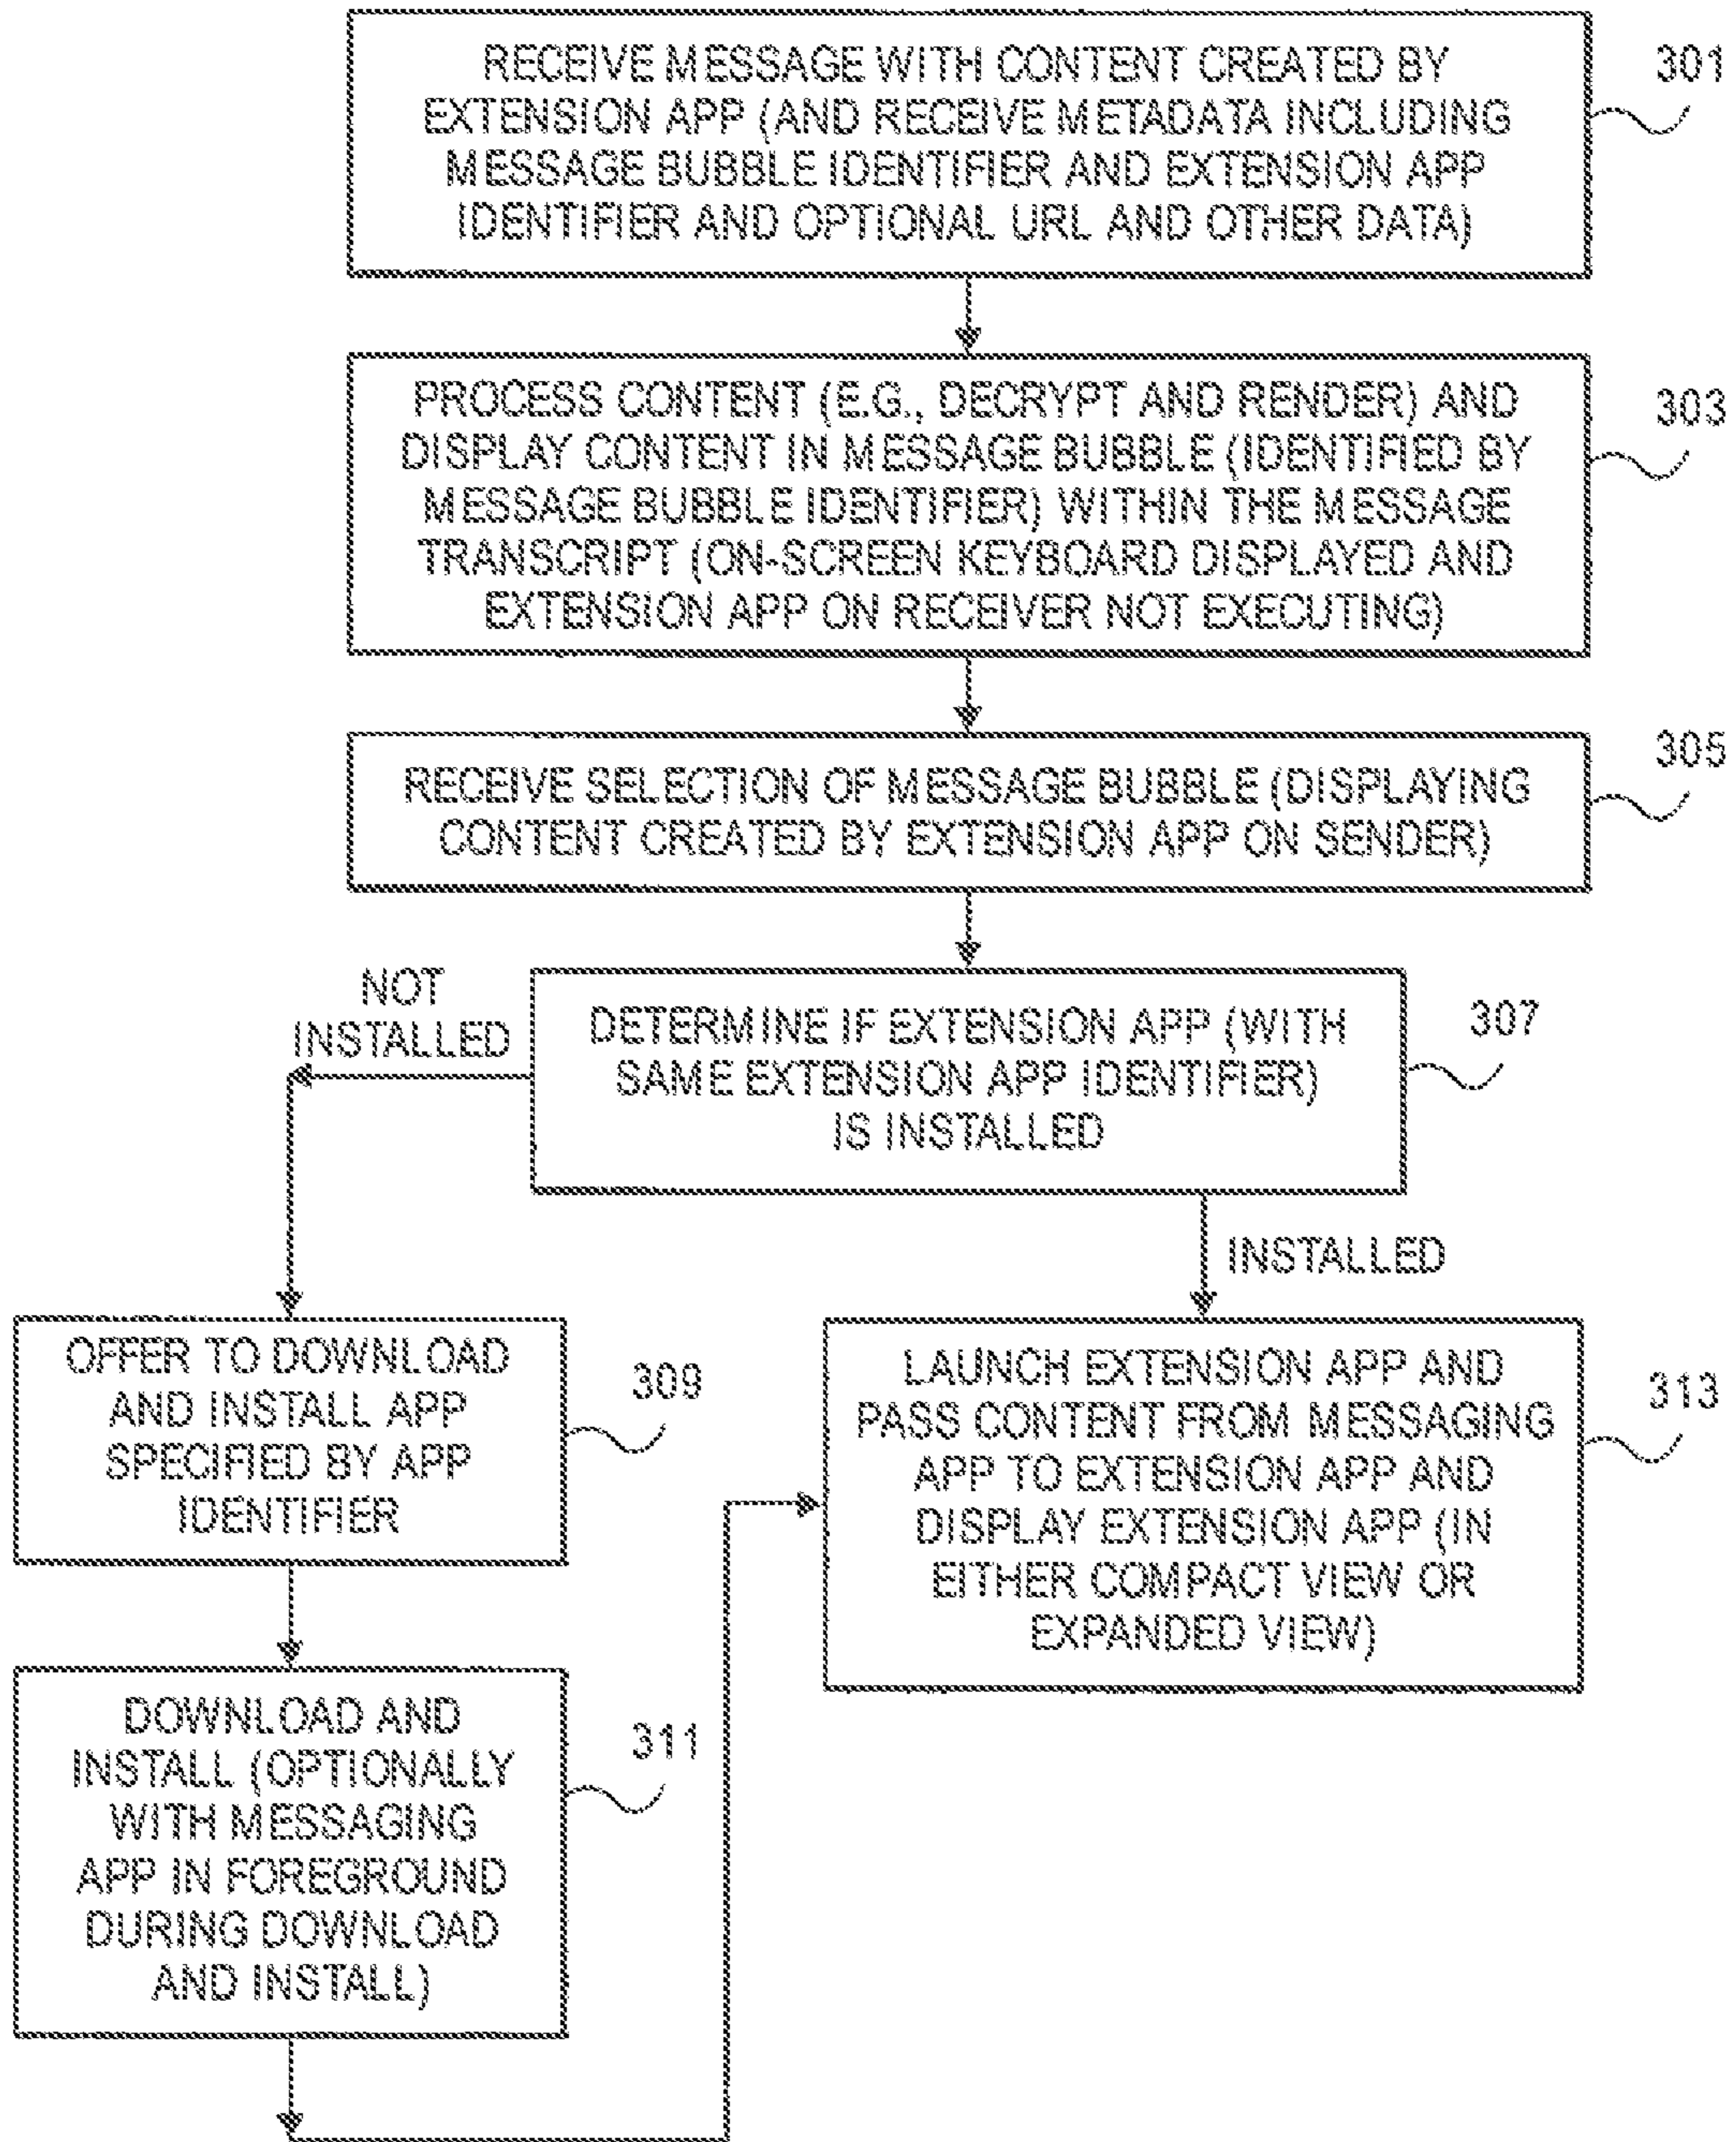 RECEIVE MESSAGE WITH CONTENT CREATED BY
EXTENSION APP (AND RECEIVE METADATA INCLUDING
MESSAGE BUBBLE IDENTIFIER AND EXTENSION APP
IDENTIFIER AND OPTIONAL URL AND OTHER DATA)
301
PROCESS CONTENT (E.G., DECRYPT AND RENDER) AND
DISPLAY CONTENT IN MESSAGE BUBBLE (IDENTIFIED BY
MESSAGE BUBBLE IDENTIFIER) WITHIN THE MESSAGE
TRANSCRIPT (ON-SCREEN KEYBOARD DISPLAYED AND
EXTENSION APP ON RECEIVER NOT EXECUTING)
303
RECEIVE SELECTION OF MESSAGE BUBBLE (DISPLAYING
CONTENT CREATED BY EXTENSION APP ON SENDER)
305
NOT
INSTALLED
DETERMINE IF EXTENSION APP (WITH
SAME EXTENSION APP IDENTIFIER)
IS INSTALLED
307
INSTALLED
OFFER TO DOWNLOAD
AND INSTALL APP
SPECIFIED BY APP
IDENTIFIER
309
LAUNCH EXTENSION APP AND
PASS CONTENT FROM MESSAGING
APP TO EXTENSION APP AND
DISPLAY EXTENSION APP (IN
EITHER COMPACT VIEW OR
EXPANDED VIEW)
313
DOWNLOAD AND
INSTALL (OPTIONALLY
WITH MESSAGING
APP IN FOREGROUND
DURING DOWNLOAD
AND INSTALL)
311